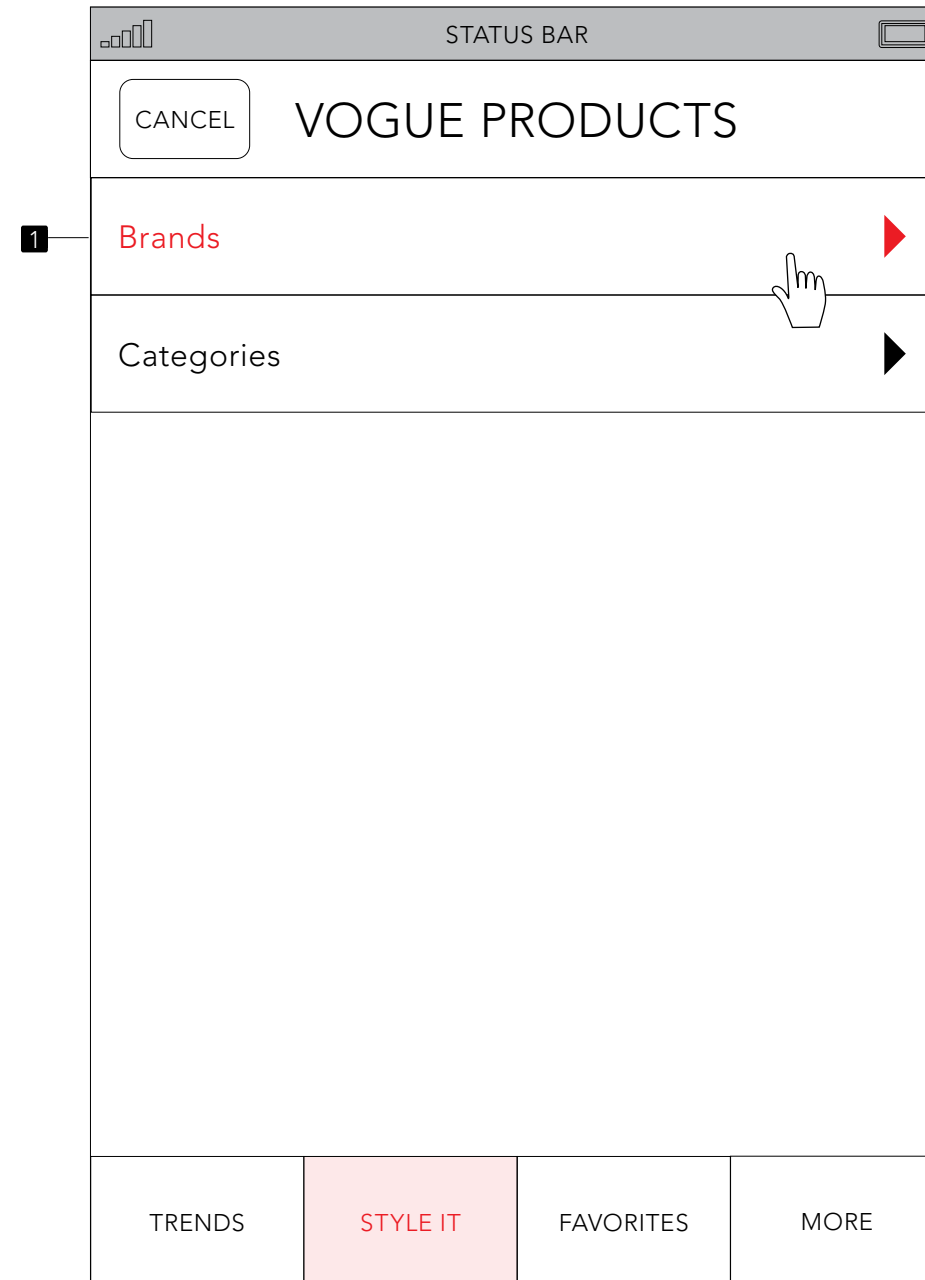 STATUS BAR
CANCEL
VOGUE PRODUCTS
1
Brands
Categories
TRENDS
STYLE IT
FAVORITES
MORE